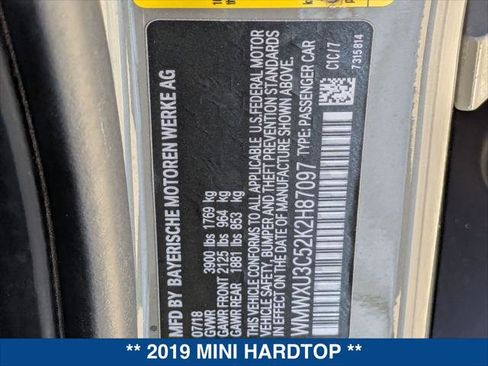 MFD BY BAYERISCHE MOTOREN WERKE AG
07/18
GVWR 3900 lbs 1769 kg
GAWR FRONT 2125 lbs 964 kg
GAWR REAR 1881 lbs 853 kg
THIS VEHICLE CONFORMS TO ALL APPLICABLE U.S.FEDERAL MOTOR
VEHICLE SAFETY, BUMPER AND THEFT PREVENTION STANDARDS
IN EFFECT ON THE DATE OF MANUFACTURE SHOWN ABOVE.
WMWXU3C52K2H87097 TYPE: PASSENGER CAR
C1C/7
7315814
** 2019 MINI HARDTOP **